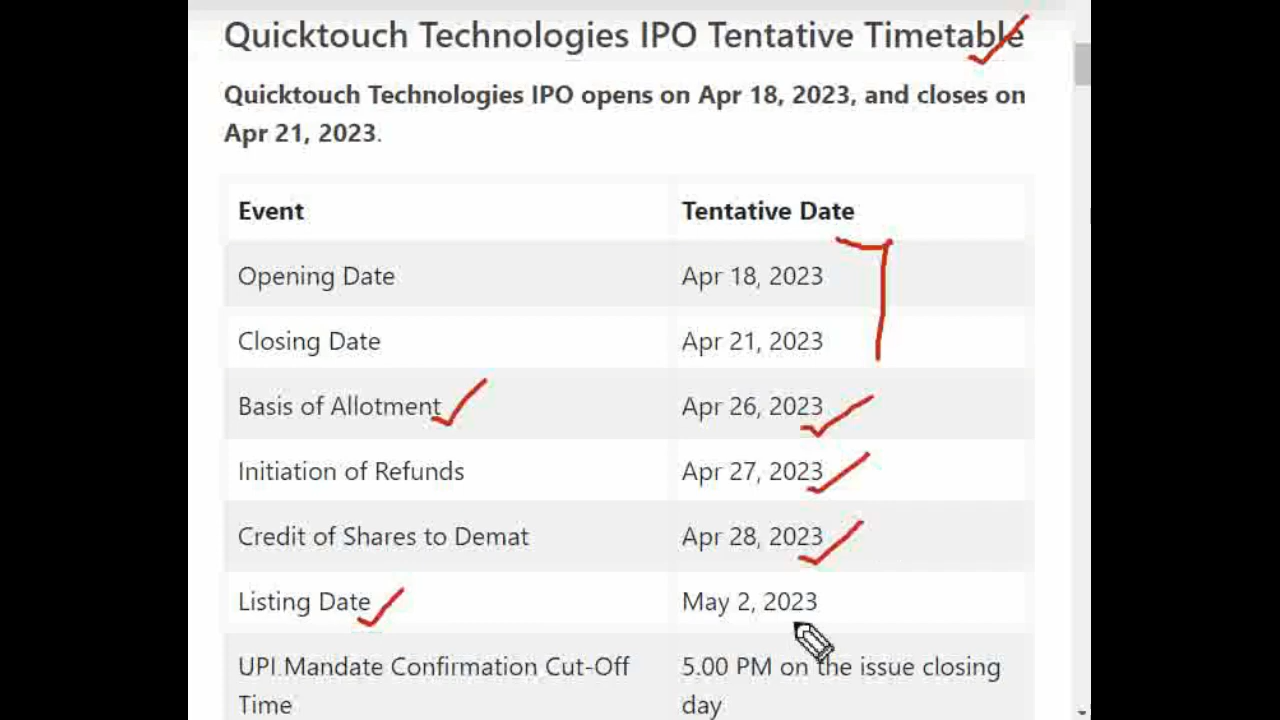 Quicktouch Technologies IPO Tentative Timetable
Quicktouch Technologies IPO opens on Apr 18, 2023, and closes on
Apr 21, 2023.
Event Tentative Date
Opening Date Apr 18, 2023
Closing Date Apr 21, 2023
Basis of Allotment Apr 26, 2023
Initiation of Refunds Apr 27, 2023
Credit of Shares to Demat Apr 28, 2023
Listing Date May 2, 2023
UPI Mandate Confirmation Cut-Off 5.00 PM on the issue closing
Time day